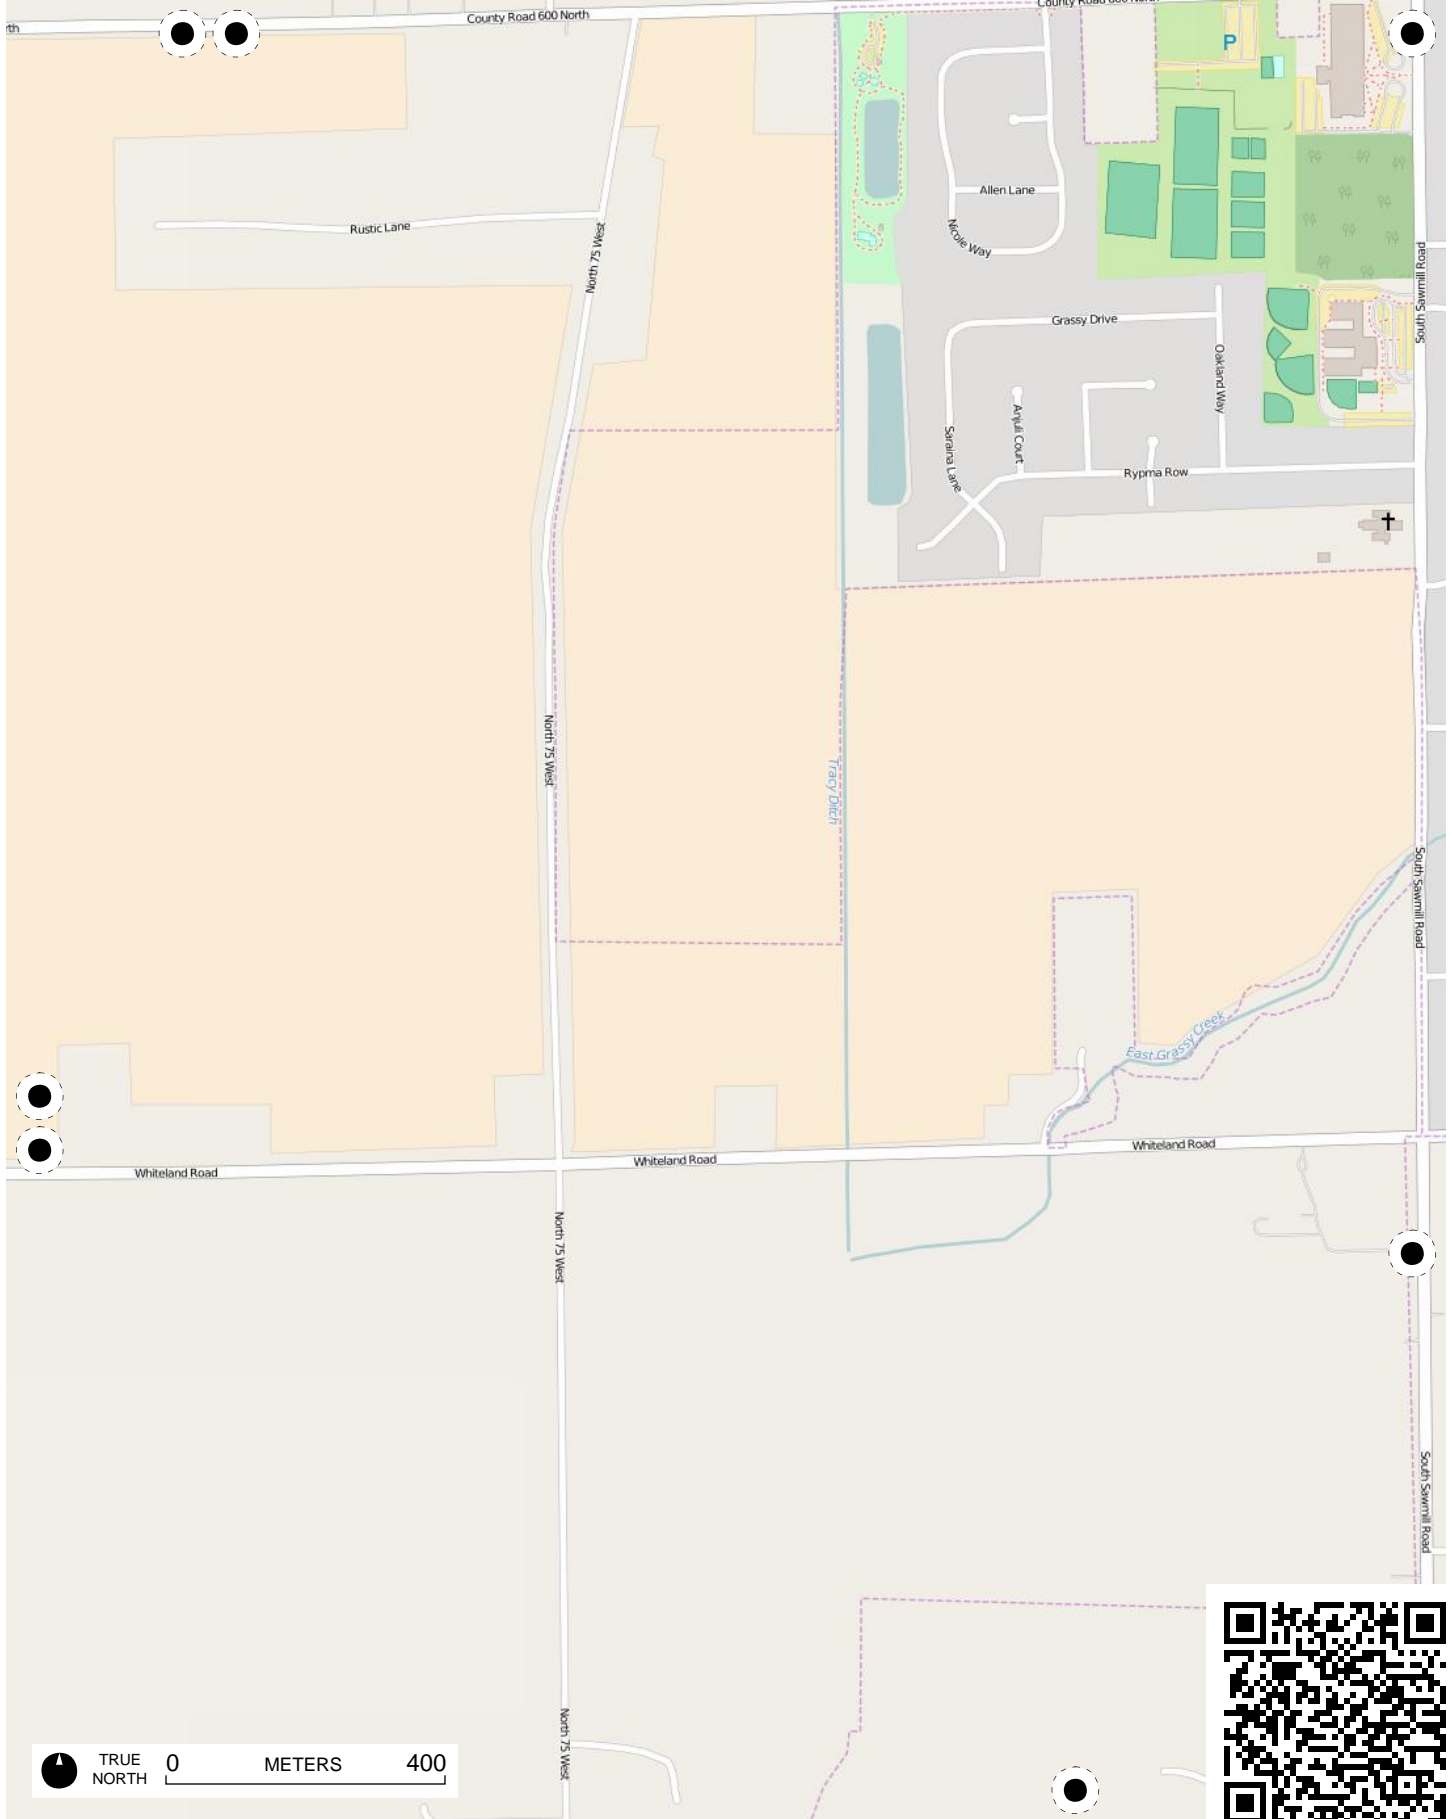 County Road 600 North
rth
P
Allen Lane
Nicole Way
Rustic Lane
North 75 West
South Sawmill Road
Grassy Drive
Oakland Way
Anjuli Court
Saraina Lane
Rypma Row
North 75 West
Tracy Ditch
South Sawmill Road
East Grassy Creek
Whiteland Road
Whiteland Road
Whiteland Road
North 75 West
South Sawmill Road
North 75 West
TRUE
NORTH
0 METERS 400